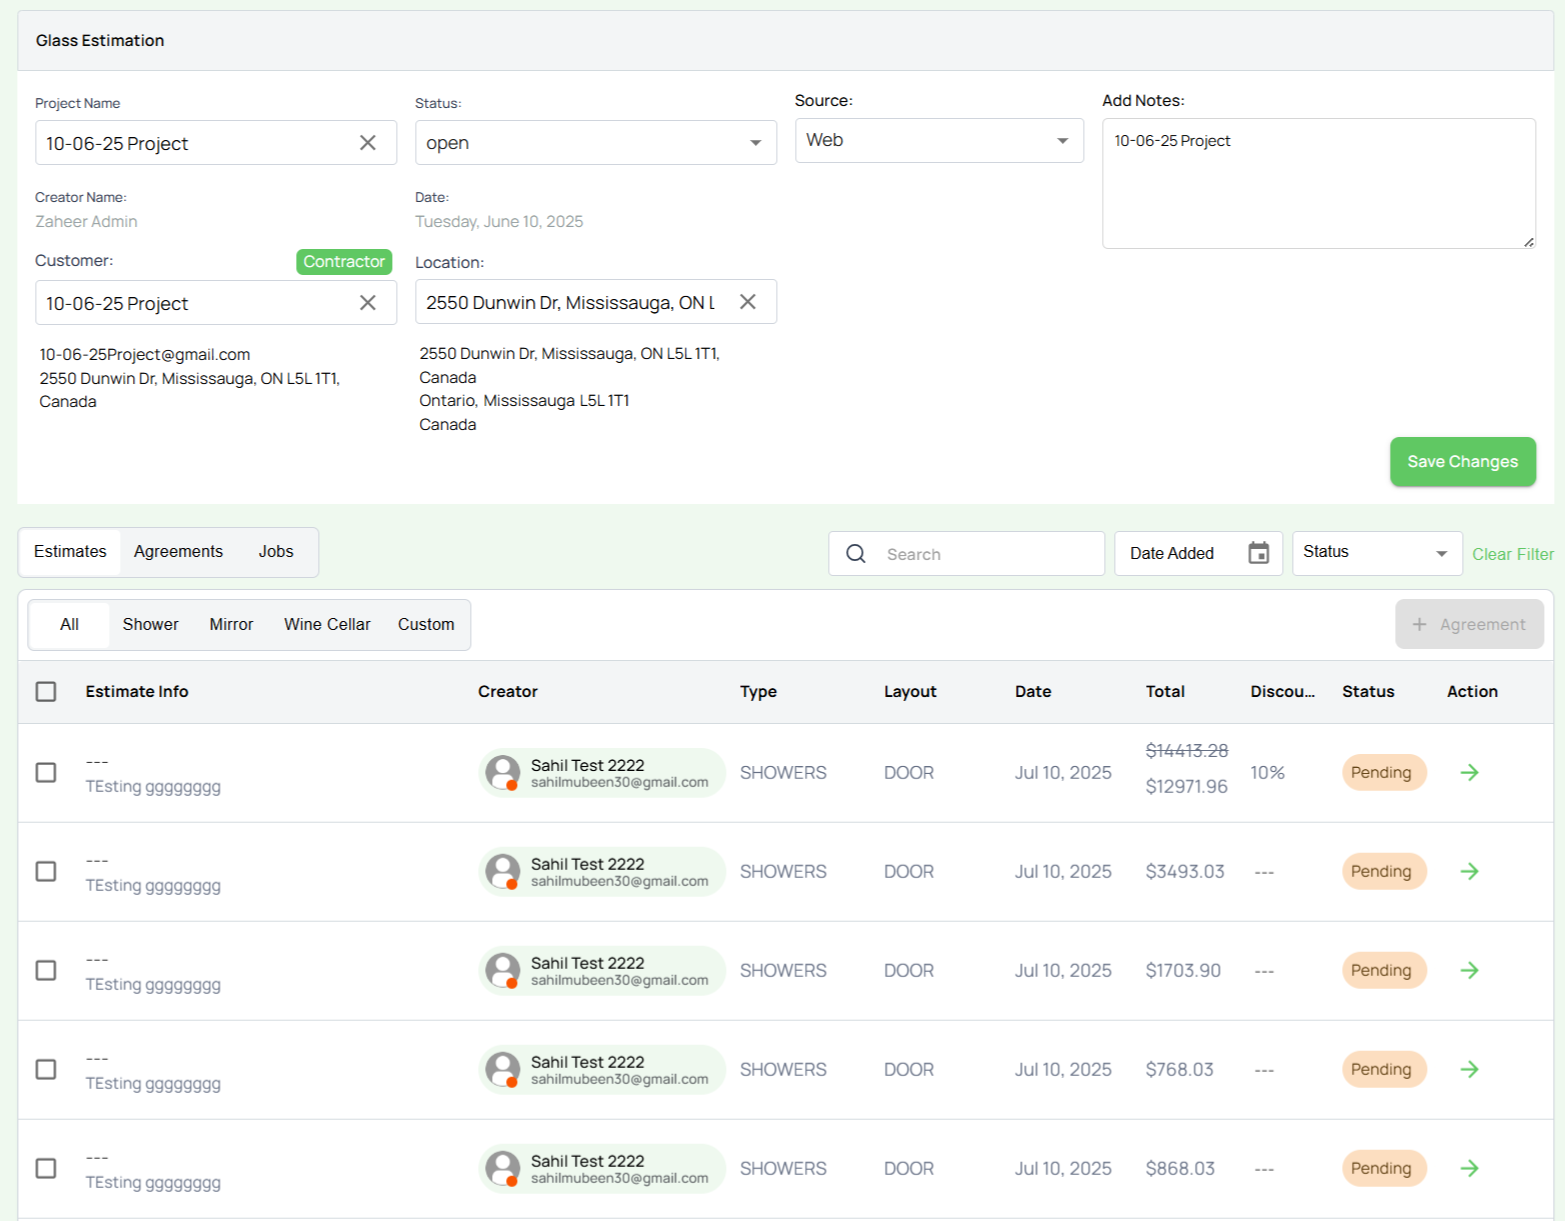 Glass Estimation
Project Name
Status:
Source:
Add Notes:
10-06-25 Project
open
Web
10-06-25 Project
Creator Name:
Date:
Zaheer Admin
Tuesday, June 10, 2025
Customer:
Contractor
Location:
10-06-25 Project
2550 Dunwin Dr, Mississauga, ON L
10-06-25Project@gmail.com
2550 Dunwin Dr, Mississauga, ON L5L 1T1,
Canada
2550 Dunwin Dr, Mississauga, ON L5L 1T1,
Canada
Ontario, Mississauga L5L 1T1
Canada
Save Changes
Estimates
Agreements
Jobs
Search
Date Added
Status
Clear Filter
All
Shower
Mirror
Wine Cellar
Custom
+ Agreement
Estimate Info
Creator
Type
Layout
Date
Total
Discou...
Status
Action
---
TEsting gggggggg
Sahil Test 2222
sahilmubeen30@gmail.com
SHOWERS
DOOR
Jul 10, 2025
$14413.28
$12971.96
10%
Pending
---
TEsting gggggggg
Sahil Test 2222
sahilmubeen30@gmail.com
SHOWERS
DOOR
Jul 10, 2025
$3493.03
---
Pending
---
TEsting gggggggg
Sahil Test 2222
sahilmubeen30@gmail.com
SHOWERS
DOOR
Jul 10, 2025
$1703.90
---
Pending
---
TEsting gggggggg
Sahil Test 2222
sahilmubeen30@gmail.com
SHOWERS
DOOR
Jul 10, 2025
$768.03
---
Pending
---
TEsting gggggggg
Sahil Test 2222
sahilmubeen30@gmail.com
SHOWERS
DOOR
Jul 10, 2025
$868.03
---
Pending